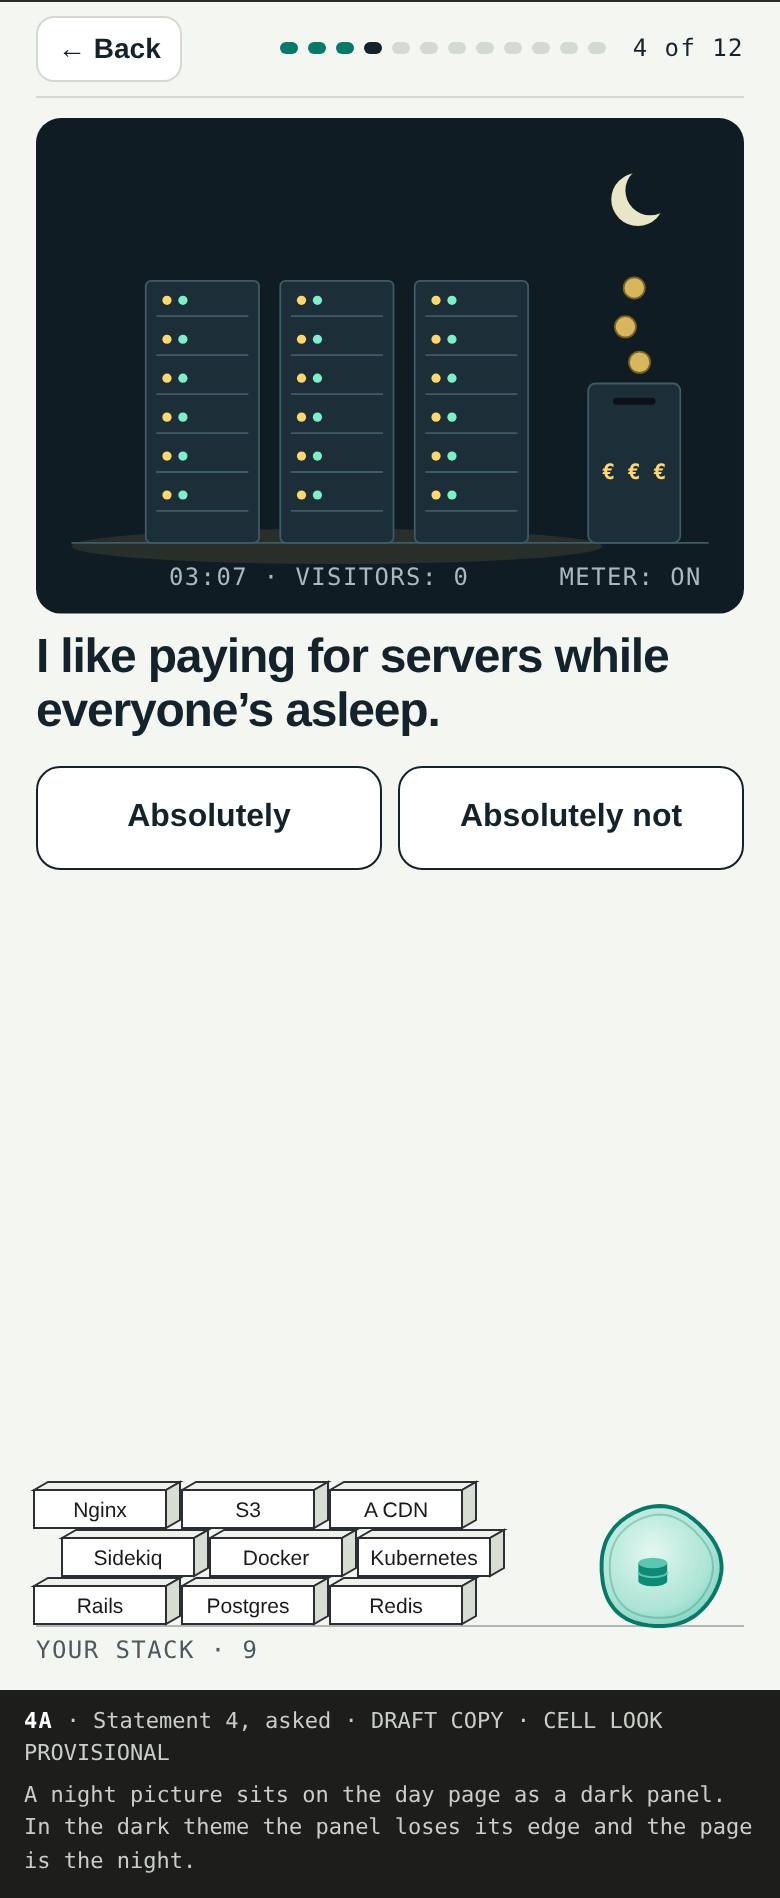 ← Back
4 of 12
€ € €
03:07 · VISITORS: 0
METER: ON
I like paying for servers while
everyone’s asleep.
Absolutely
Absolutely not
Nginx
S3
A CDN
Sidekiq
Docker
Kubernetes
Rails
Postgres
Redis
YOUR STACK · 9
4A · Statement 4, asked · DRAFT COPY · CELL LOOK
PROVISIONAL
A night picture sits on the day page as a dark panel.
In the dark theme the panel loses its edge and the page
is the night.